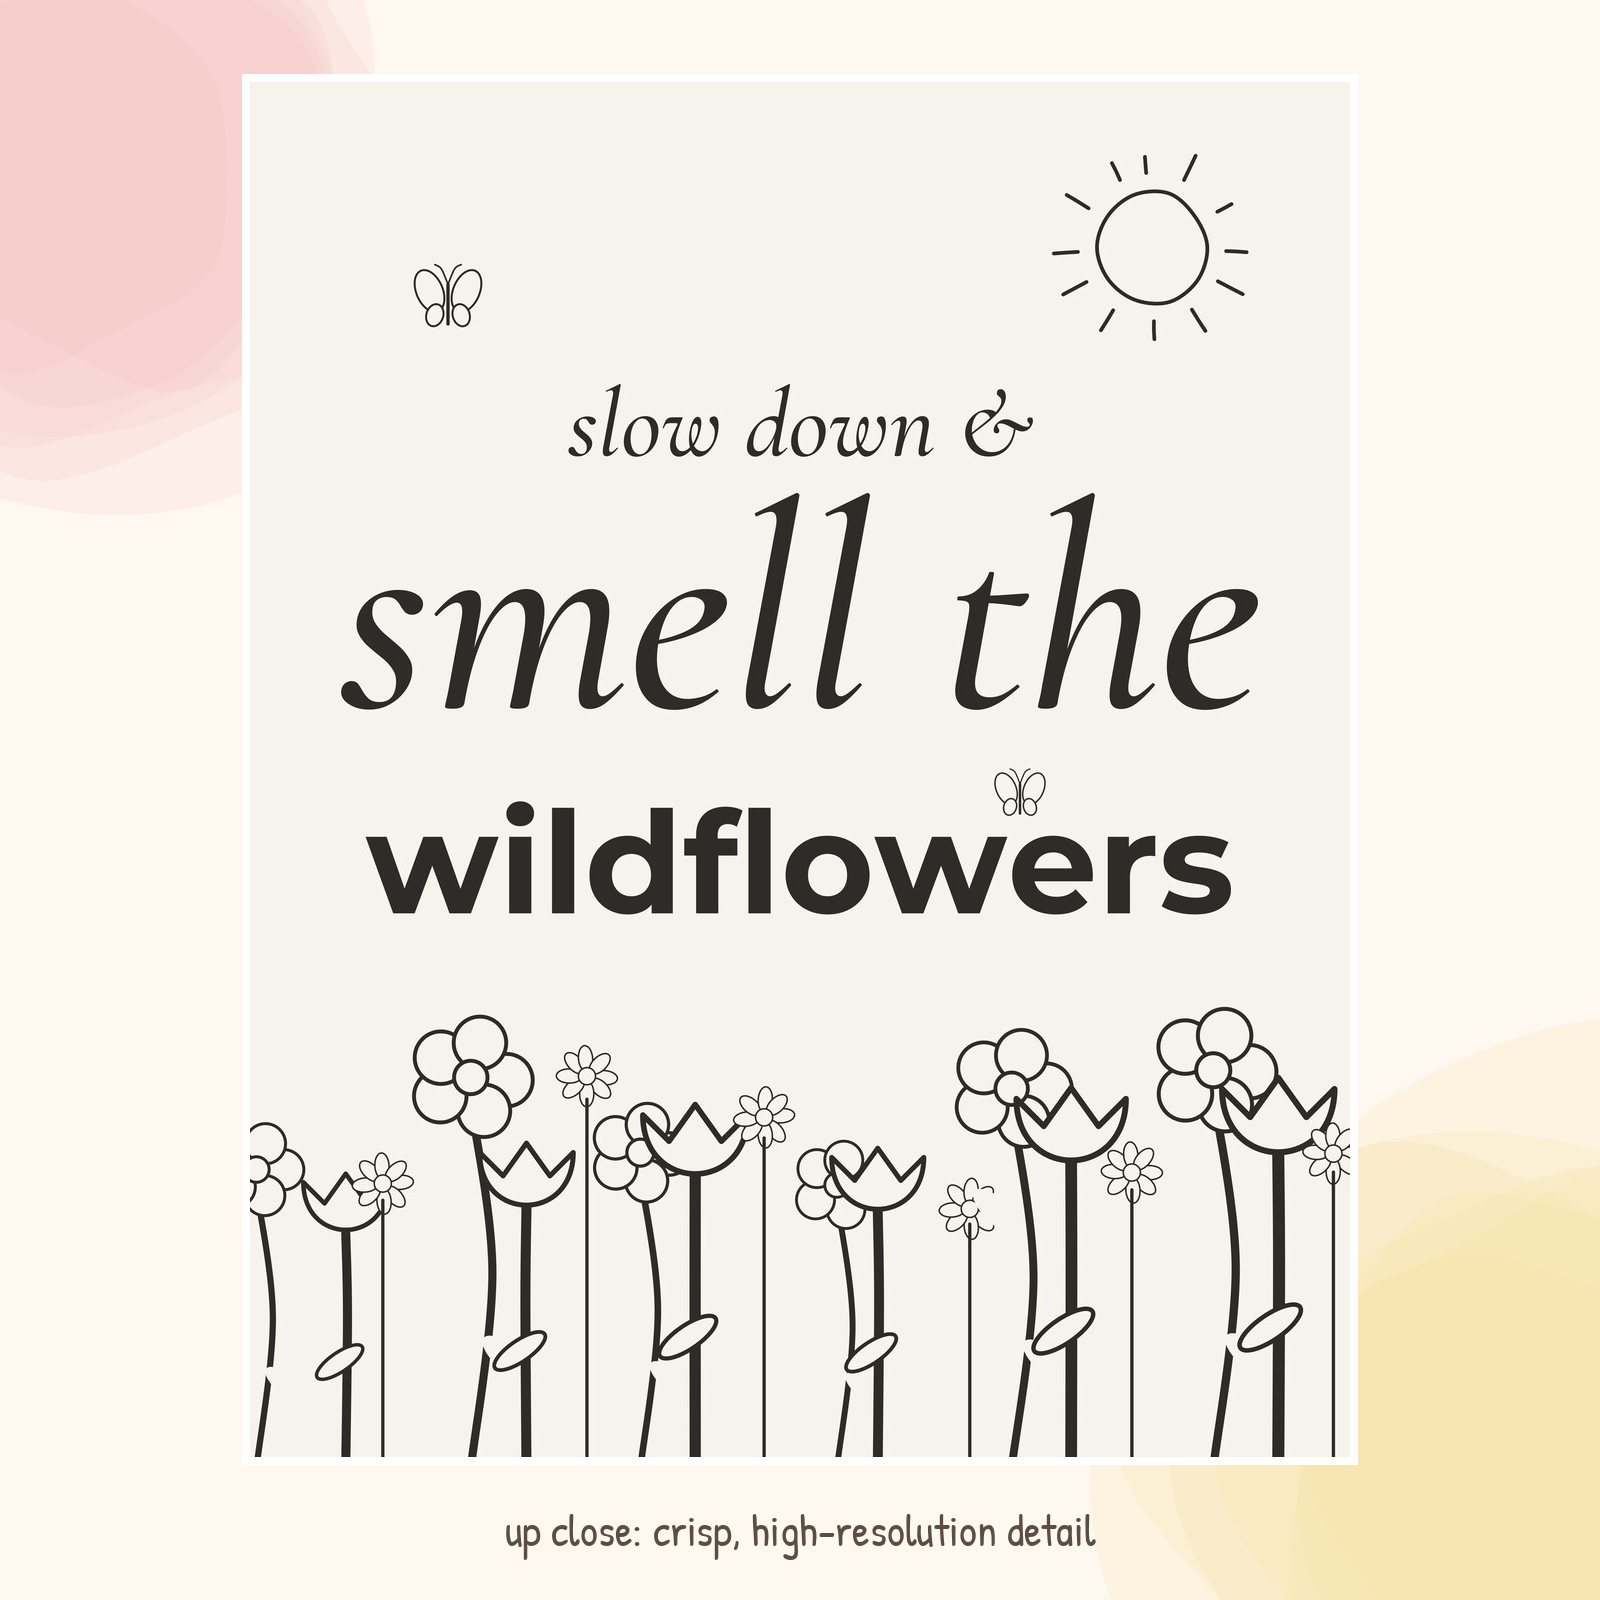 slow down &
smell the
wildflowers
up close: crisp, high-resolution detail